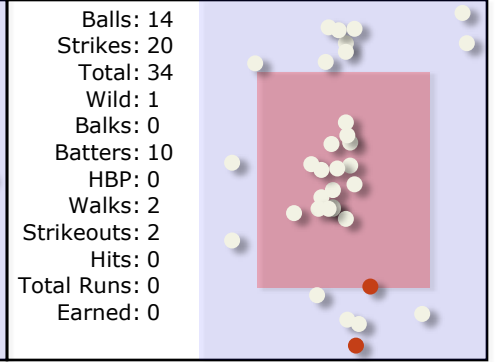 Balls: 14
Strikes: 20
Total: 34
Wild: 1
Balks: 0
Batters: 10
HBP: 0
Walks: 2
Strikeouts: 2
Hits: 0
Total Runs: 0
Earned: 0